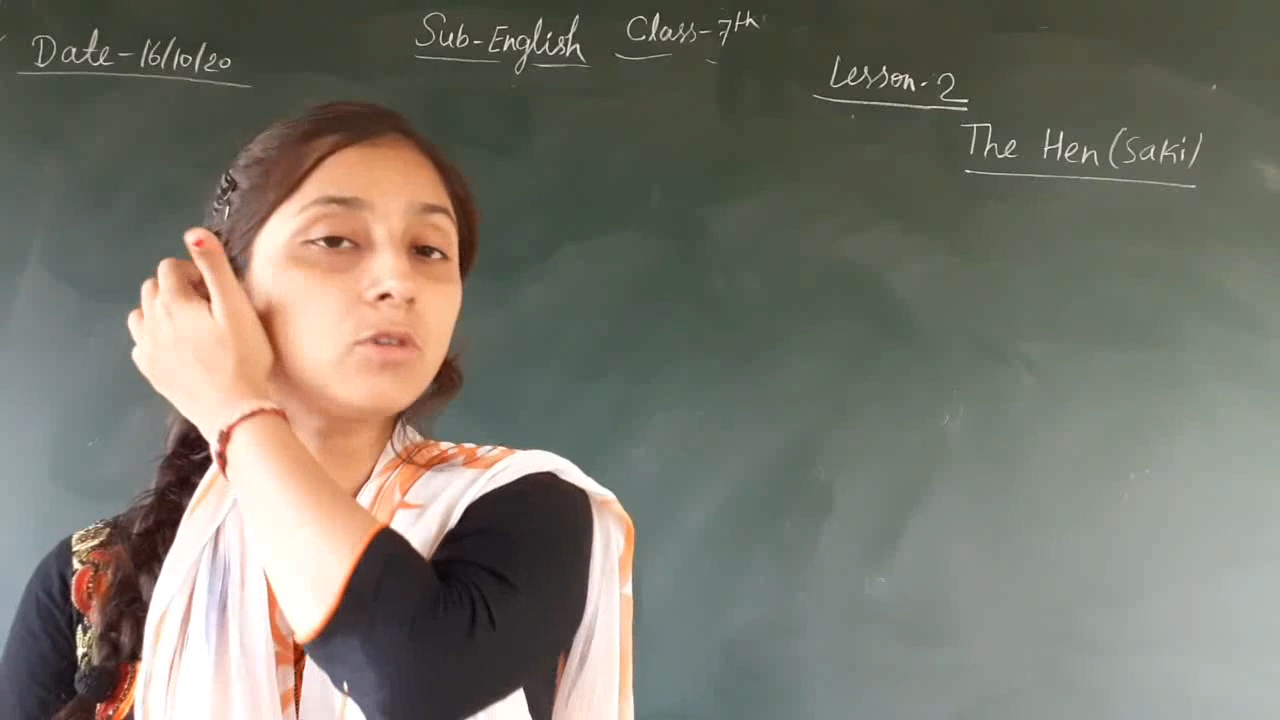 Date-16/10/20
Sub-English Class-7th
Lesson-2
The Hen (Saki)